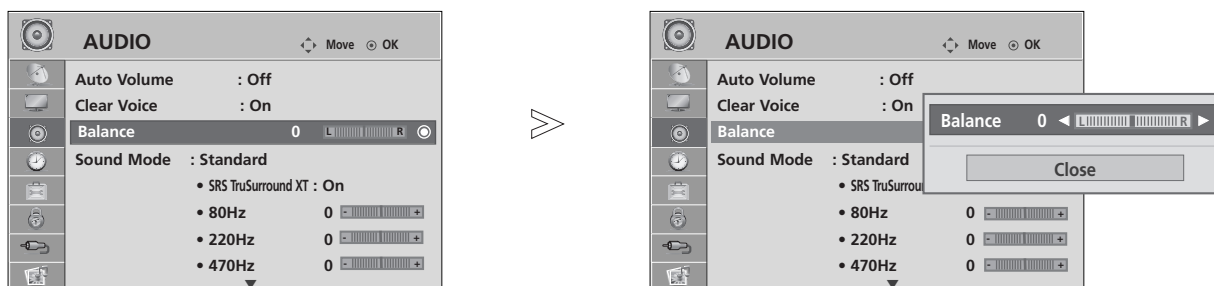 AUDIO Move OK
Auto Volume : Off
Clear Voice : On
Balance 0 L R
Sound Mode : Standard
• SRS TruSurround XT : On
• 80Hz 0 - +
• 220Hz 0 - +
• 470Hz 0 - +
AUDIO Move OK
Auto Volume : Off
Clear Voice : On
Balance
Sound Mode : Standard
• SRS TruSurrou
• 80Hz 0 - +
• 220Hz 0 - +
• 470Hz 0 - +
Balance 0 ◄ L R ►
Close